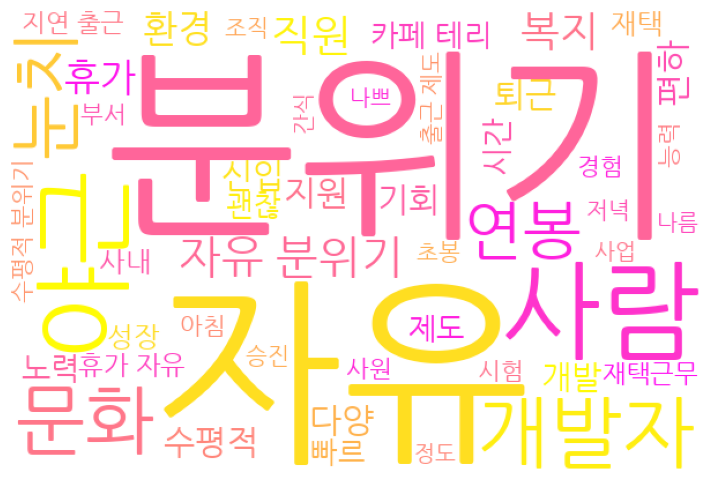 지연 출근
환경
조직
직원
카페 테리
복지
재택
눈치
휴가
부서
분위기
간식
나쁘
출근 제도
퇴근
시간
편하
능력
경험
수평적 분위기
야근
신입
괜찮
지원
기회
연봉
저녁
나름
사내
자유 분위기
초봉
사업
사람
자유
성장
아침
승진
제도
노력
휴가 자유
사원
시험
개발
재택근무
문화
수평적
다양
빠르
정도
개발자